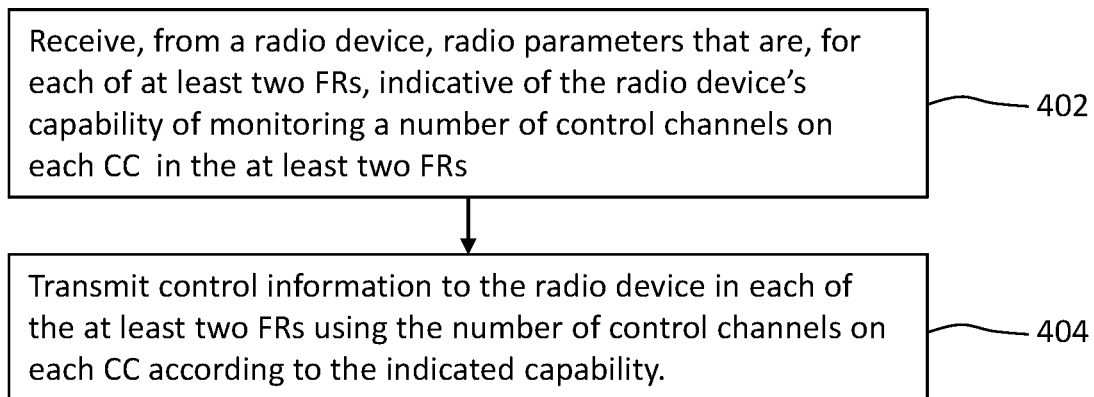 Receive, from a radio device, radio parameters that are, for
each of at least two FRs, indicative of the radio device's
capability of monitoring a number of control channels on
each CC in the at least two FRs
402
Transmit control information to the radio device in each of
the at least two FRs using the number of control channels on
each CC according to the indicated capability.
404